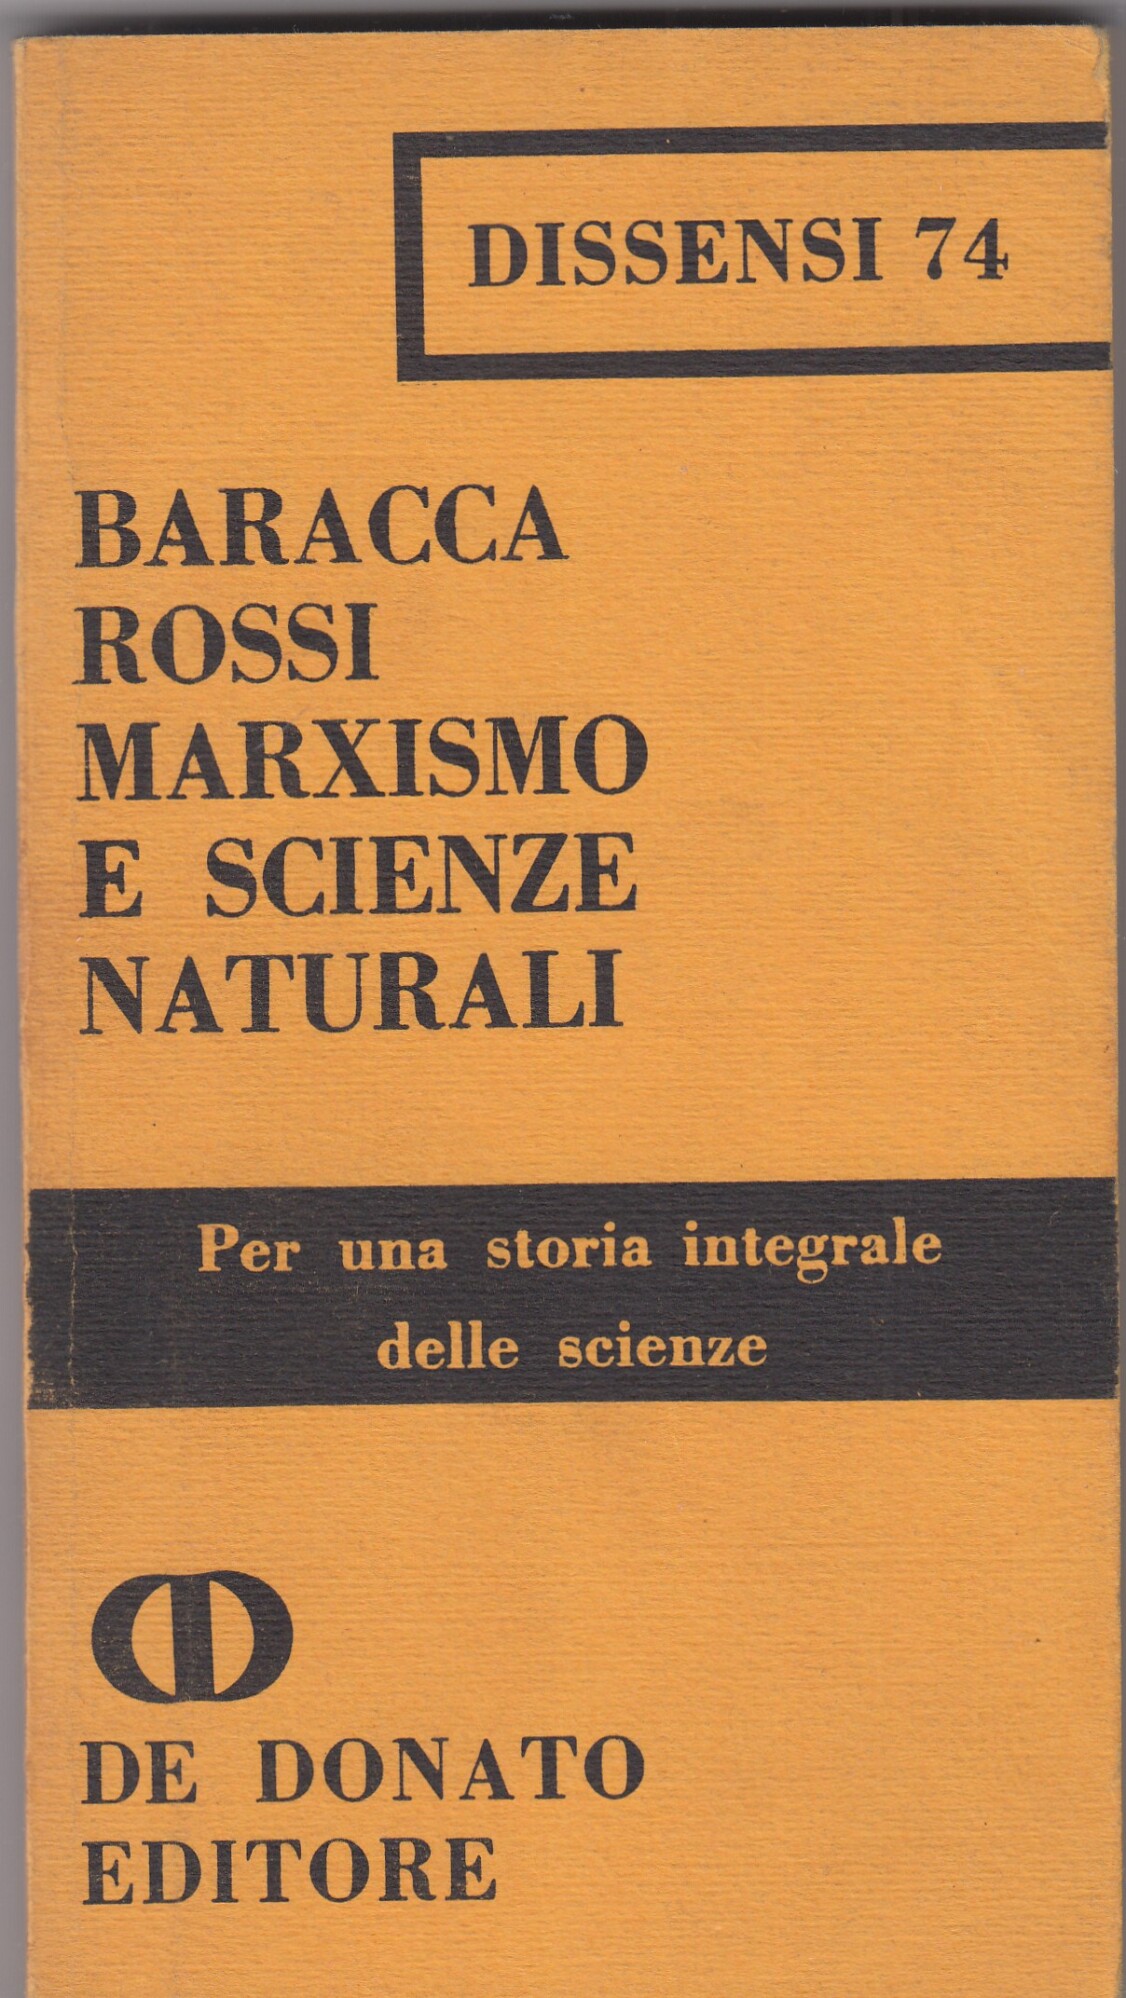 DISSENSI 74
BARACCA
ROSSI
MARXISMO
E SCIENZE
NATURALI
Per una storia integrale
delle scienze
DE DONATO
EDITORE